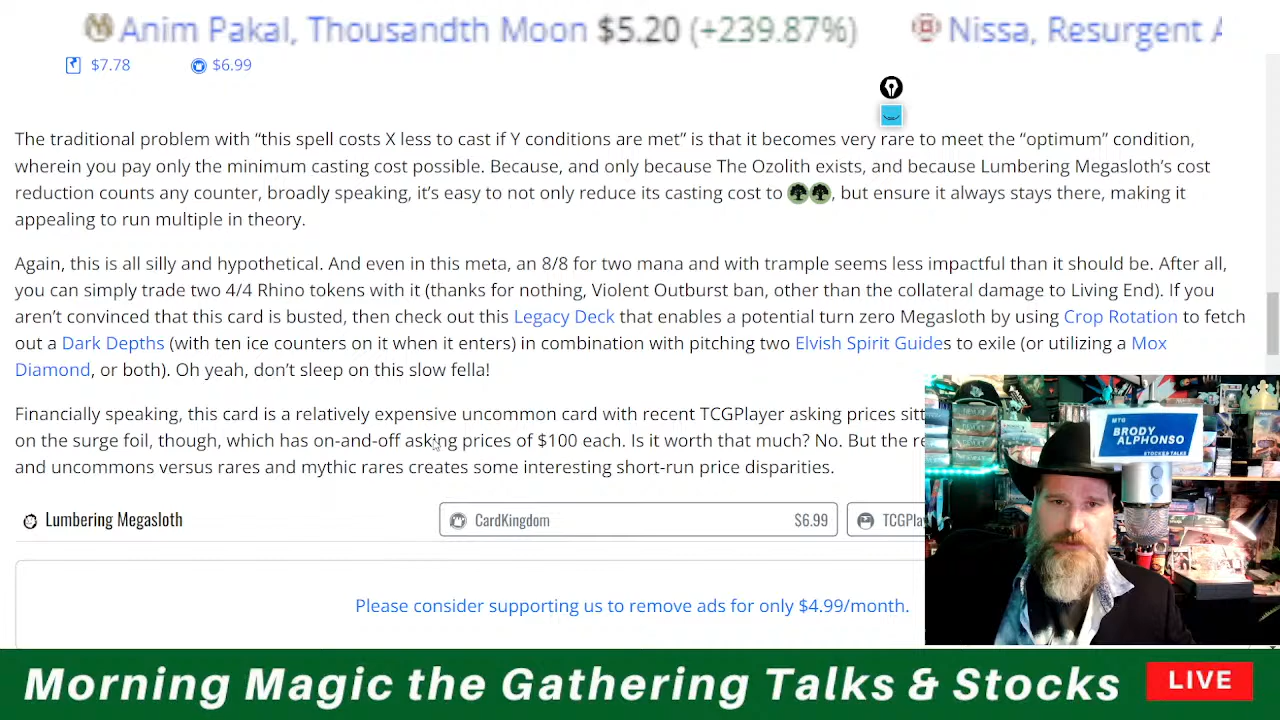 Anim Pakal, Thousandth Moon $5.20 (+239.87%) Nissa, Resurgent
$7.78 $6.99
The traditional problem with “this spell costs X less to cast if Y conditions are met” is that it becomes very rare to meet the “optimum” condition,
wherein you pay only the minimum casting cost possible. Because, and only because The Ozolith exists, and because Lumbering Megasloth’s cost
reduction counts any counter, broadly speaking, it’s easy to not only reduce its casting cost to , but ensure it always stays there, making it
appealing to run multiple in theory.
Again, this is all silly and hypothetical. And even in this meta, an 8/8 for two mana and with trample seems less impactful than it should be. After all,
you can simply trade two 4/4 Rhino tokens with it (thanks for nothing, Violent Outburst ban, other than the collateral damage to Living End). If you
aren’t convinced that this card is busted, then check out this Legacy Deck that enables a potential turn zero Megasloth by using Crop Rotation to fetch
out a Dark Depths (with ten ice counters on it when it enters) in combination with pitching two Elvish Spirit Guides to exile (or utilizing a Mox
Diamond, or both). Oh yeah, don’t sleep on this slow fella!
Financially speaking, this card is a relatively expensive uncommon card with recent TCGPlayer asking prices sitt
on the surge foil, though, which has on-and-off asking prices of $100 each. Is it worth that much? No. But the re
and uncommons versus rares and mythic rares creates some interesting short-run price disparities.
Lumbering Megasloth CardKingdom $6.99 TCGPla
Please consider supporting us to remove ads for only $4.99/month.
MTG
BRODY
ALPHONSO
STOCKS & TALKS
Morning Magic the Gathering Talks & Stocks LIVE